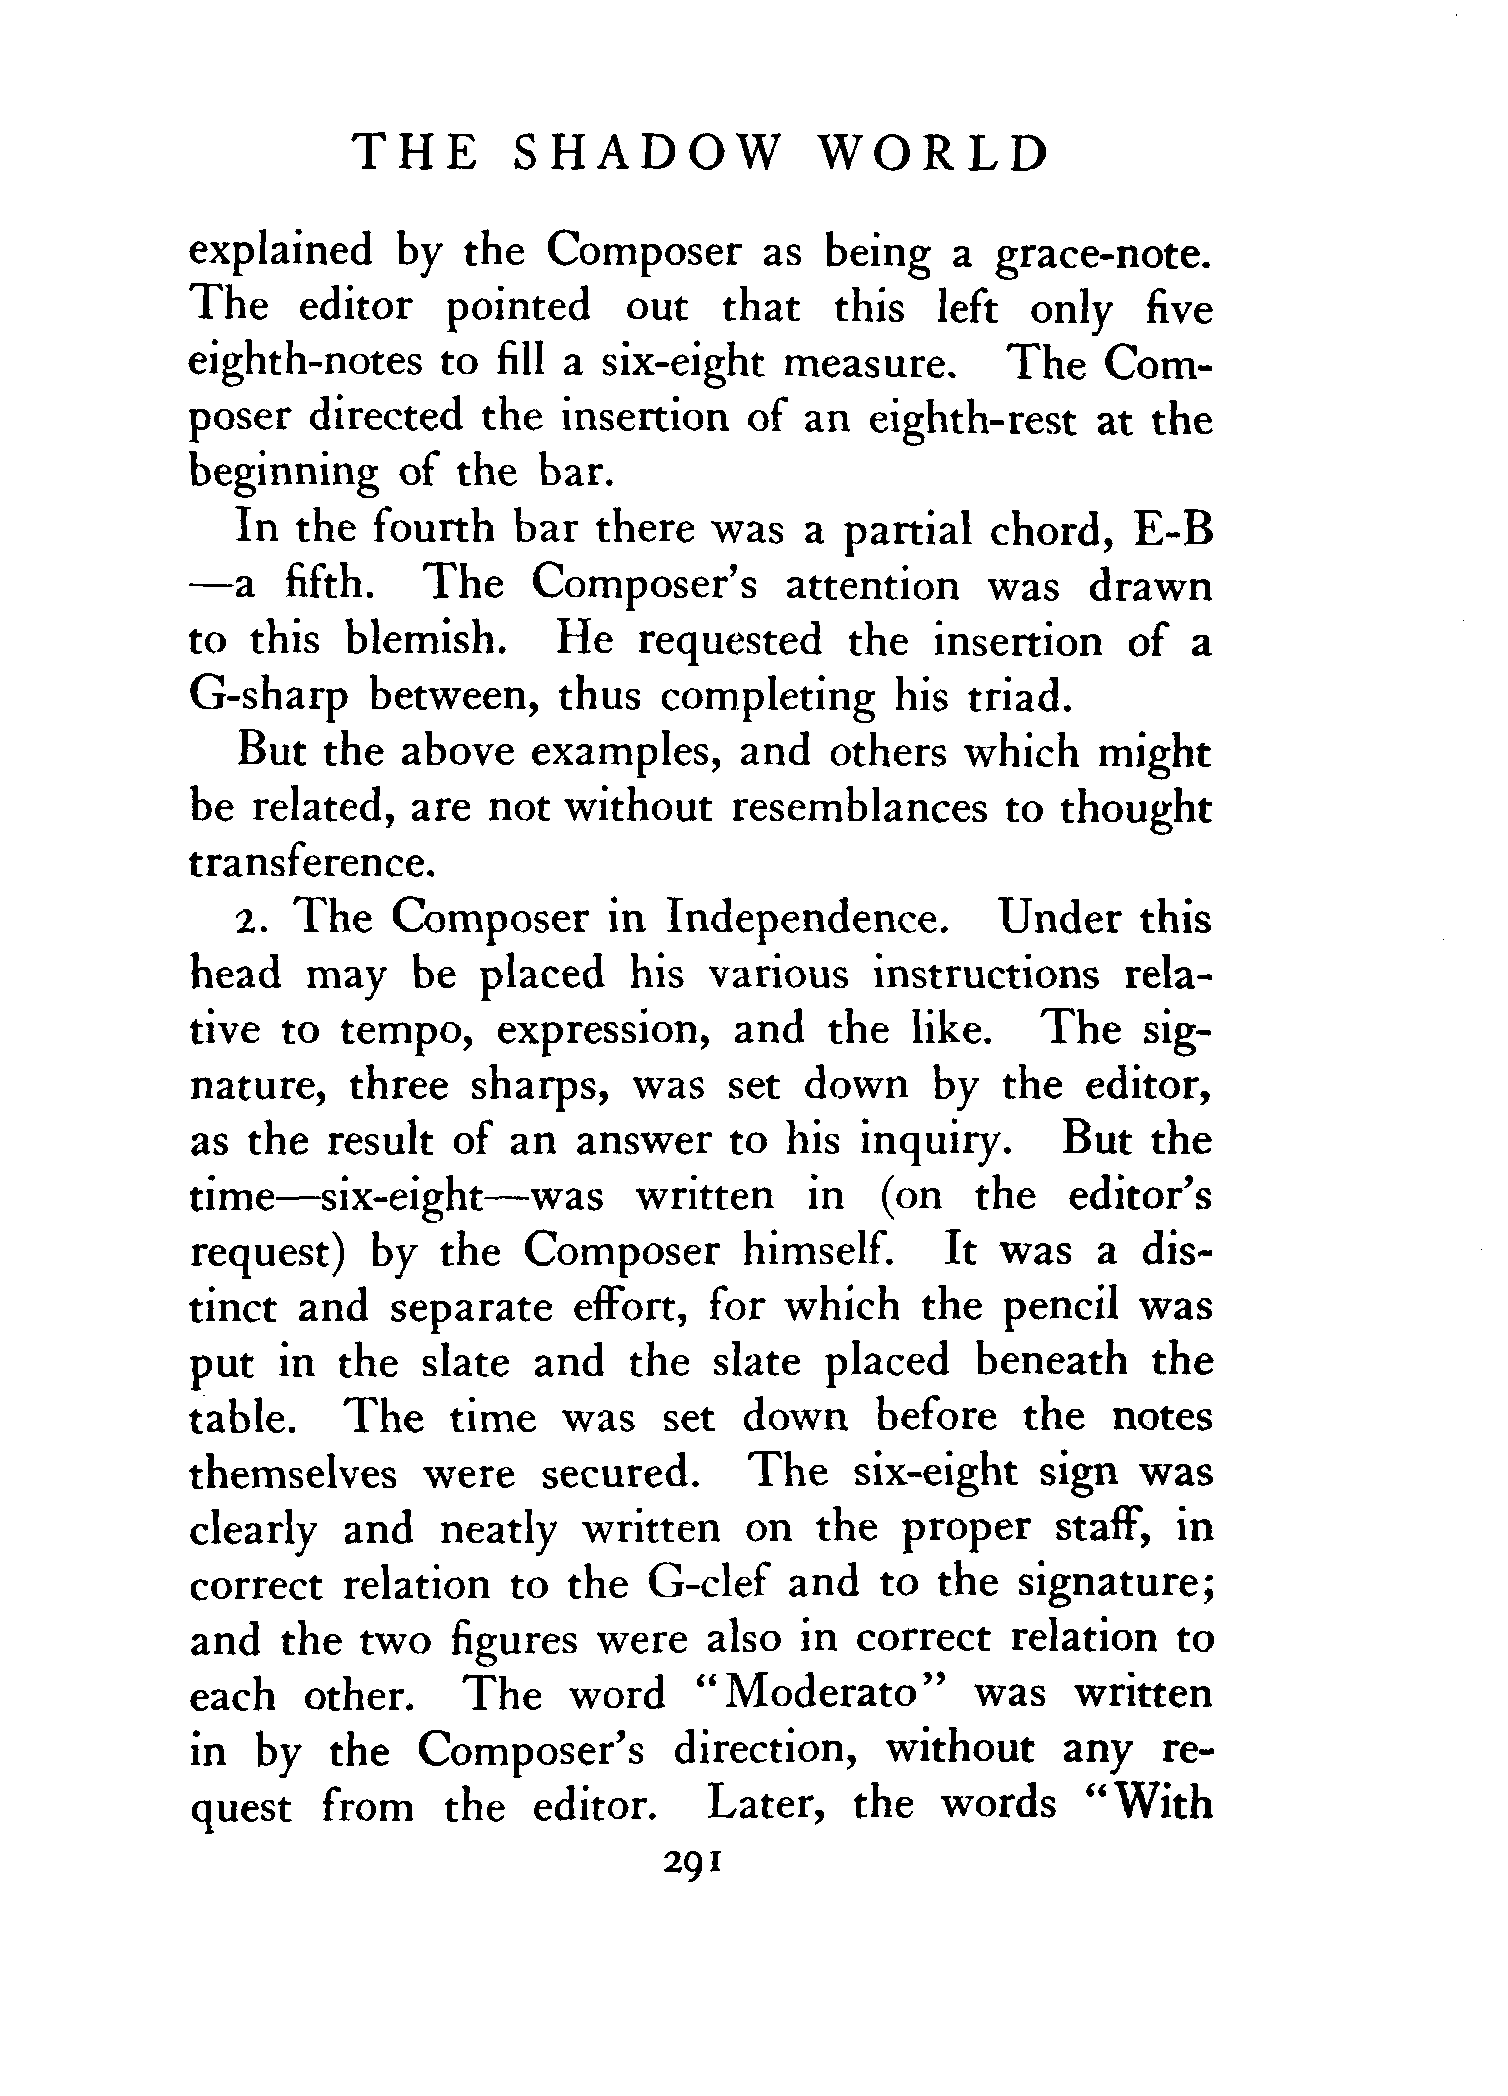 THE SHADOW WORLD
explained by the Composer as being a grace-note.
The editor pointed out that this left only five
eighth-notes to fill a six-eight measure. The Com-
poser directed the insertion of an eighth-rest at the
beginning of the bar.
In the fourth bar there was a partial chord, E-B
—a fifth. The Composer's attention was drawn
to this blemish. He requested the insertion of a
G-sharp between, thus completing his triad.
But the above examples, and others which might
be related, are not without resemblances to thought
transference.
2. The Composer in Independence. Under this
head may be placed his various instructions rela-
tive to tempo, expression, and the like. The sig-
nature, three sharps, was set down by the editor,
as the result of an answer to his inquiry. But the
time—six-eight—was written in (on the editor's
request) by the Composer himself. It was a dis-
tinct and separate effort, for which the pencil was
put in the slate and the slate placed beneath the
table. The time was set down before the notes
themselves were secured. The six-eight sign was
clearly and neatly written on the proper staff, in
correct relation to the G-clef and to the signature;
and the two figures were also in correct relation to
each other. The word "Moderato" was written
in by the Composer's direction, without any re-
quest from the editor. Later, the words "With
291